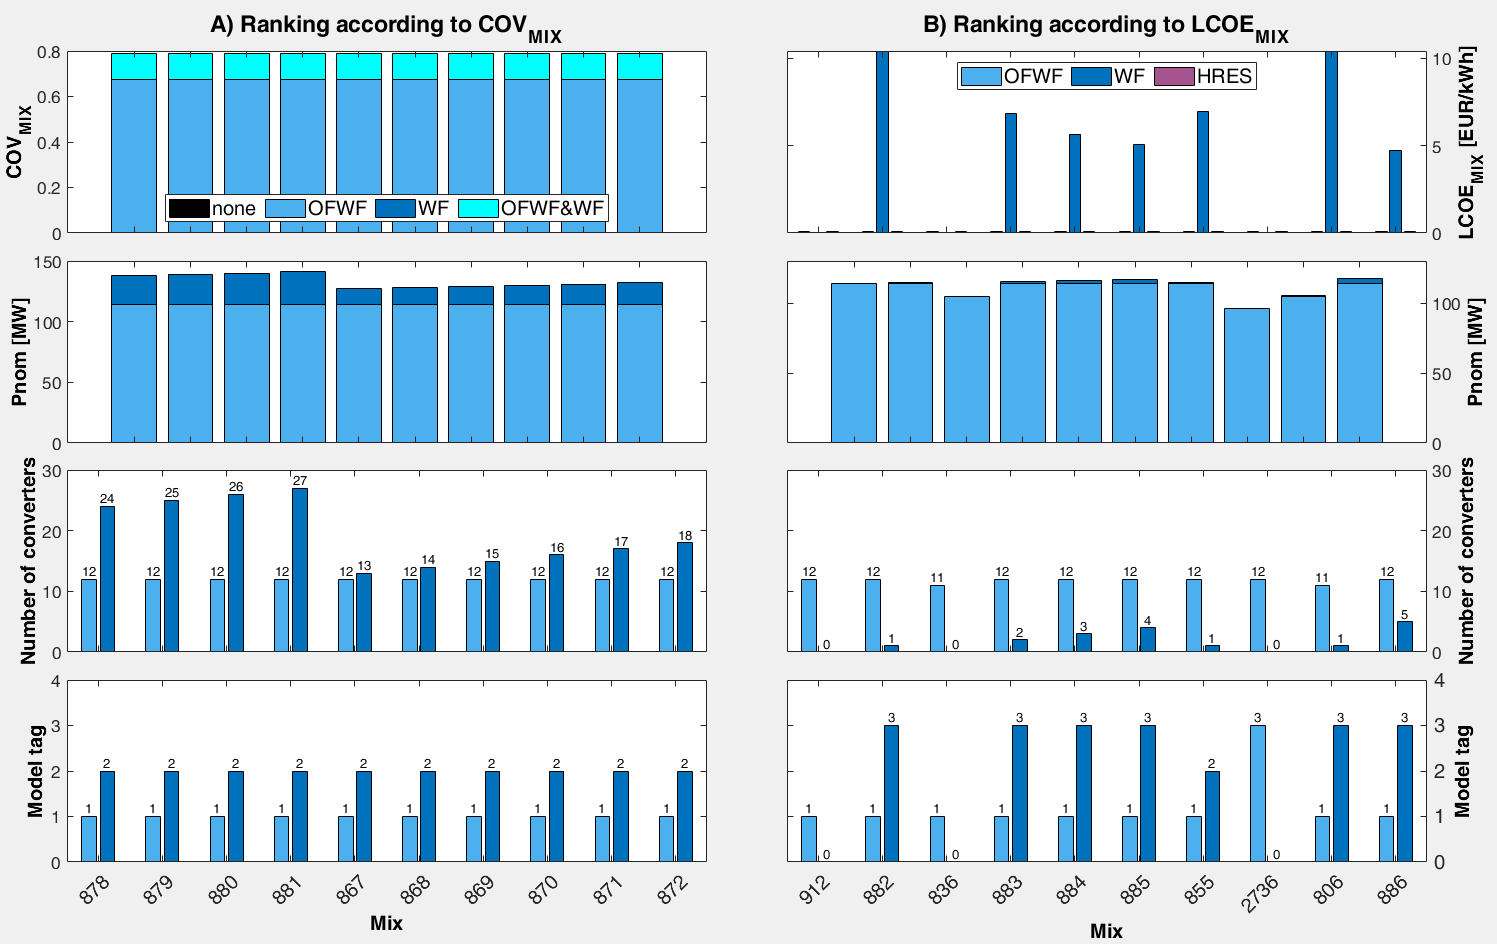 A) Ranking according to COV_MIX
B) Ranking according to LCOE_MIX
COV_MIX
0.8
0.6
0.4
0.2
0
none OFWF WF OFWF&WF
OFWF WF HRES
10
5
0
LCOE_MIX [EUR/kWh]
Pnom [MW]
150
100
50
0
100
50
0
Pnom [MW]
Number of converters
30
20
10
0
12 24 12 25 12 26 12 27 12 13 12 14 12 15 12 16 12 17 12 18
12 0 12 1 11 0 12 2 12 3 12 4 12 1 12 0 11 1 12 5
30
20
10
0
Number of converters
Model tag
4
3
2
1
0
1 2 1 2 1 2 1 2 1 2 1 2 1 2 1 2 1 2 1 2
1 0 1 3 1 0 1 3 1 3 1 3 1 2 3 0 1 3 1 3
4
3
2
1
0
Model tag
878 879 880 881 867 868 869 870 871 872
Mix
912 882 836 883 884 885 855 2736 806 886
Mix